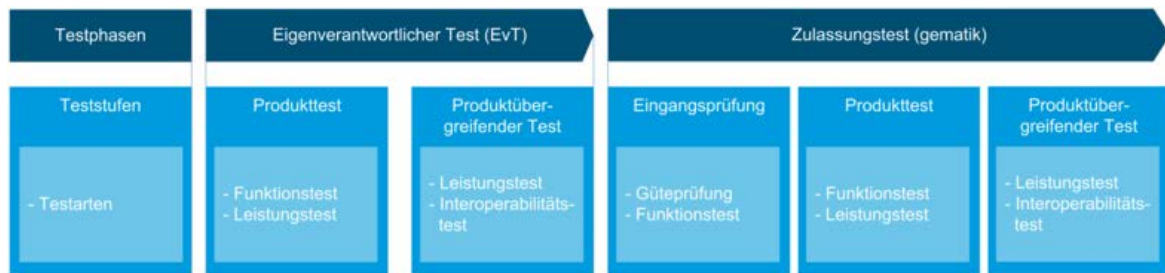 Testphasen
Eigenverantwortlicher Test (EvT)
Zulassungstest (gematik)
Teststufen
- Testarten
Produkttest
- Funktionstest
- Leistungstest
Produktüber-
greifender Test
- Leistungstest
- Interoperabilitäts-
test
Eingangsprüfung
- Güteprüfung
- Funktionstest
Produkttest
- Funktionstest
- Leistungstest
Produktüber-
greifender Test
- Leistungstest
- Interoperabilitäts-
test